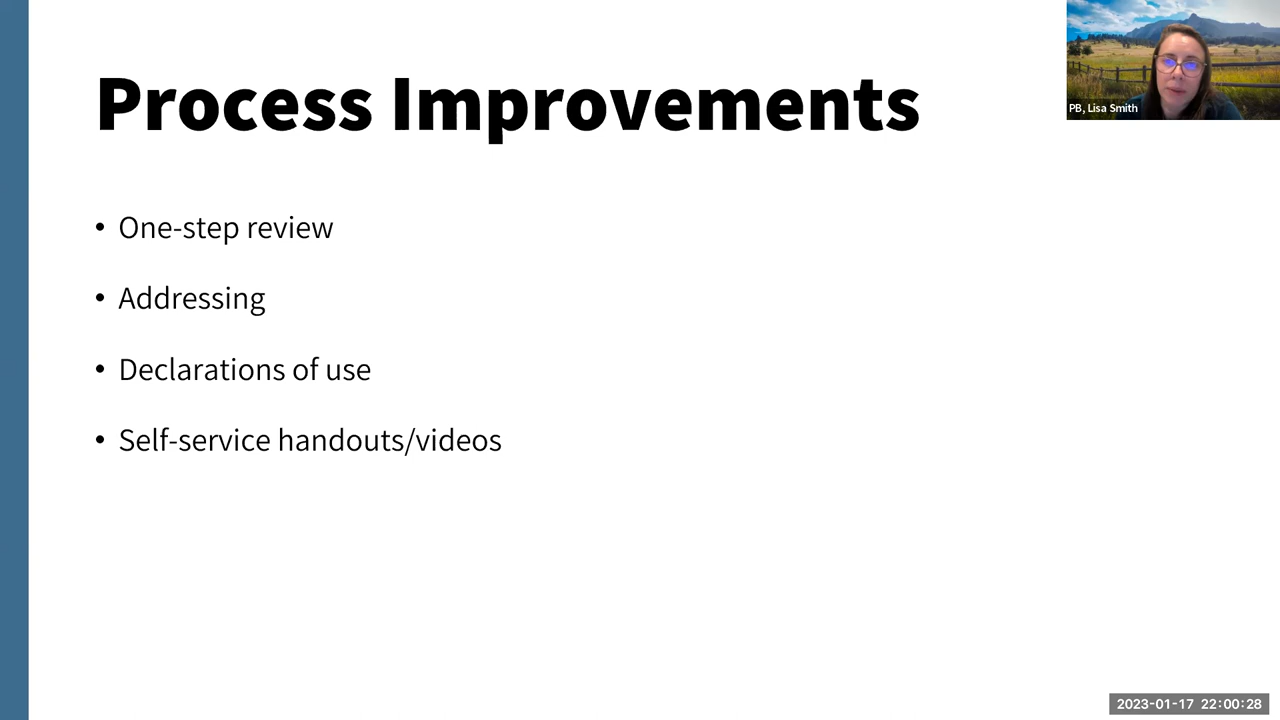 Process Improvements
PB, Lisa Smith
• One-step review
• Addressing
• Declarations of use
• Self-service handouts/videos
2023-01-17 22:00:28